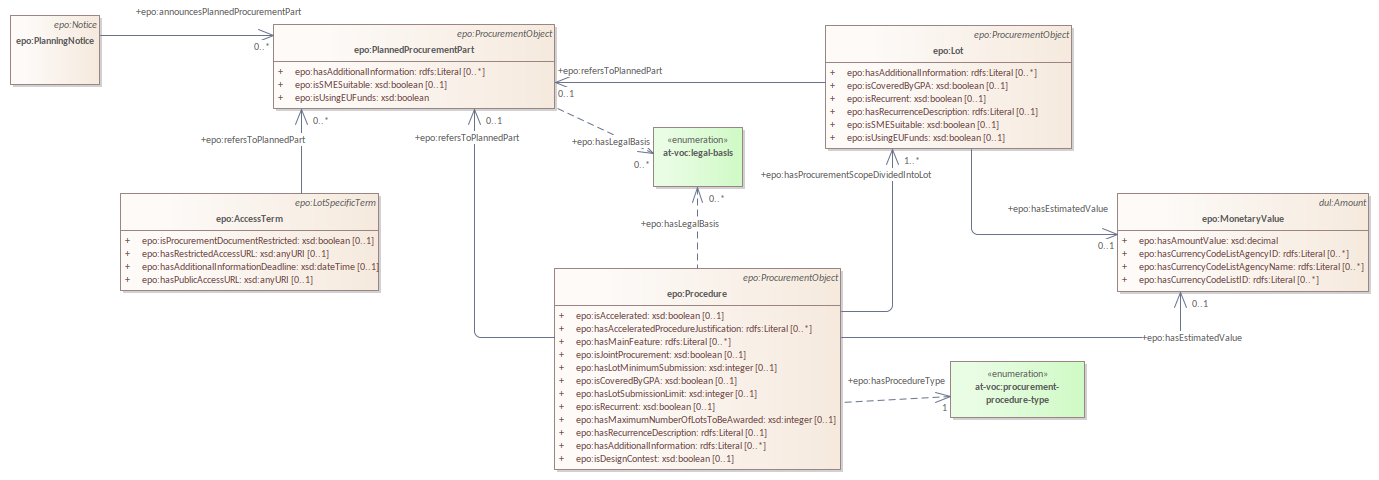 +epo:announcesPlannedProcurementPart
0..*
epo:Notice
epo:PlanningNotice
epo:ProcurementObject
epo:PlannedProcurementPart
+ epo:hasAdditionalInformation: rdfs:Literal [0..*]
+ epo:isSMESuitable: xsd:boolean [0..1]
+ epo:isUsingEUFunds: xsd:boolean
+epo:refersToPlannedPart
0..1
epo:ProcurementObject
epo:Lot
+ epo:hasAdditionalInformation: rdfs:Literal [0..*]
+ epo:isCoveredByGPA: xsd:boolean [0..1]
+ epo:isRecurrent: xsd:boolean [0..1]
+ epo:hasRecurrenceDescription: rdfs:Literal [0..1]
+ epo:isSMESuitable: xsd:boolean [0..1]
+ epo:isUsingEUFunds: xsd:boolean [0..1]
0..*
+epo:refersToPlannedPart
0..1
+epo:refersToPlannedPart
+epo:hasLegalBasis
0..*
«enumeration»
at-voc:legal-basis
0..*
+epo:hasLegalBasis
1..*
+epo:hasProcurementScopeDividedIntoLot
+epo:hasEstimatedValue
0..1
epo:LotSpecificTerm
epo:AccessTerm
+ epo:isProcurementDocumentRestricted: xsd:boolean [0..1]
+ epo:hasRestrictedAccessURL: xsd:anyURI [0..1]
+ epo:hasAdditionalInformationDeadline: xsd:dateTime [0..1]
+ epo:hasPublicAccessURL: xsd:anyURI [0..1]
dul:Amount
epo:MonetaryValue
+ epo:hasAmountValue: xsd:decimal
+ epo:hasCurrencyCodeListAgencyID: rdfs:Literal [0..*]
+ epo:hasCurrencyCodeListAgencyName: rdfs:Literal [0..*]
+ epo:hasCurrencyCodeListID: rdfs:Literal [0..*]
0..1
+epo:hasEstimatedValue
epo:ProcurementObject
epo:Procedure
+ epo:isAccelerated: xsd:boolean [0..1]
+ epo:hasAcceleratedProcedureJustification: rdfs:Literal [0..*]
+ epo:hasMainFeature: rdfs:Literal [0..*]
+ epo:isJointProcurement: xsd:boolean [0..1]
+ epo:hasLotMinimumSubmission: xsd:integer [0..1]
+ epo:isCoveredByGPA: xsd:boolean [0..1]
+ epo:hasLotSubmissionLimit: xsd:integer [0..1]
+ epo:isRecurrent: xsd:boolean [0..1]
+ epo:hasMaximumNumberOfLotsToBeAwarded: xsd:integer [0..1]
+ epo:hasRecurrenceDescription: rdfs:Literal [0..1]
+ epo:hasAdditionalInformation: rdfs:Literal [0..*]
+ epo:isDesignContest: xsd:boolean [0..1]
+epo:hasProcedureType
1
«enumeration»
at-voc:procurement-
procedure-type